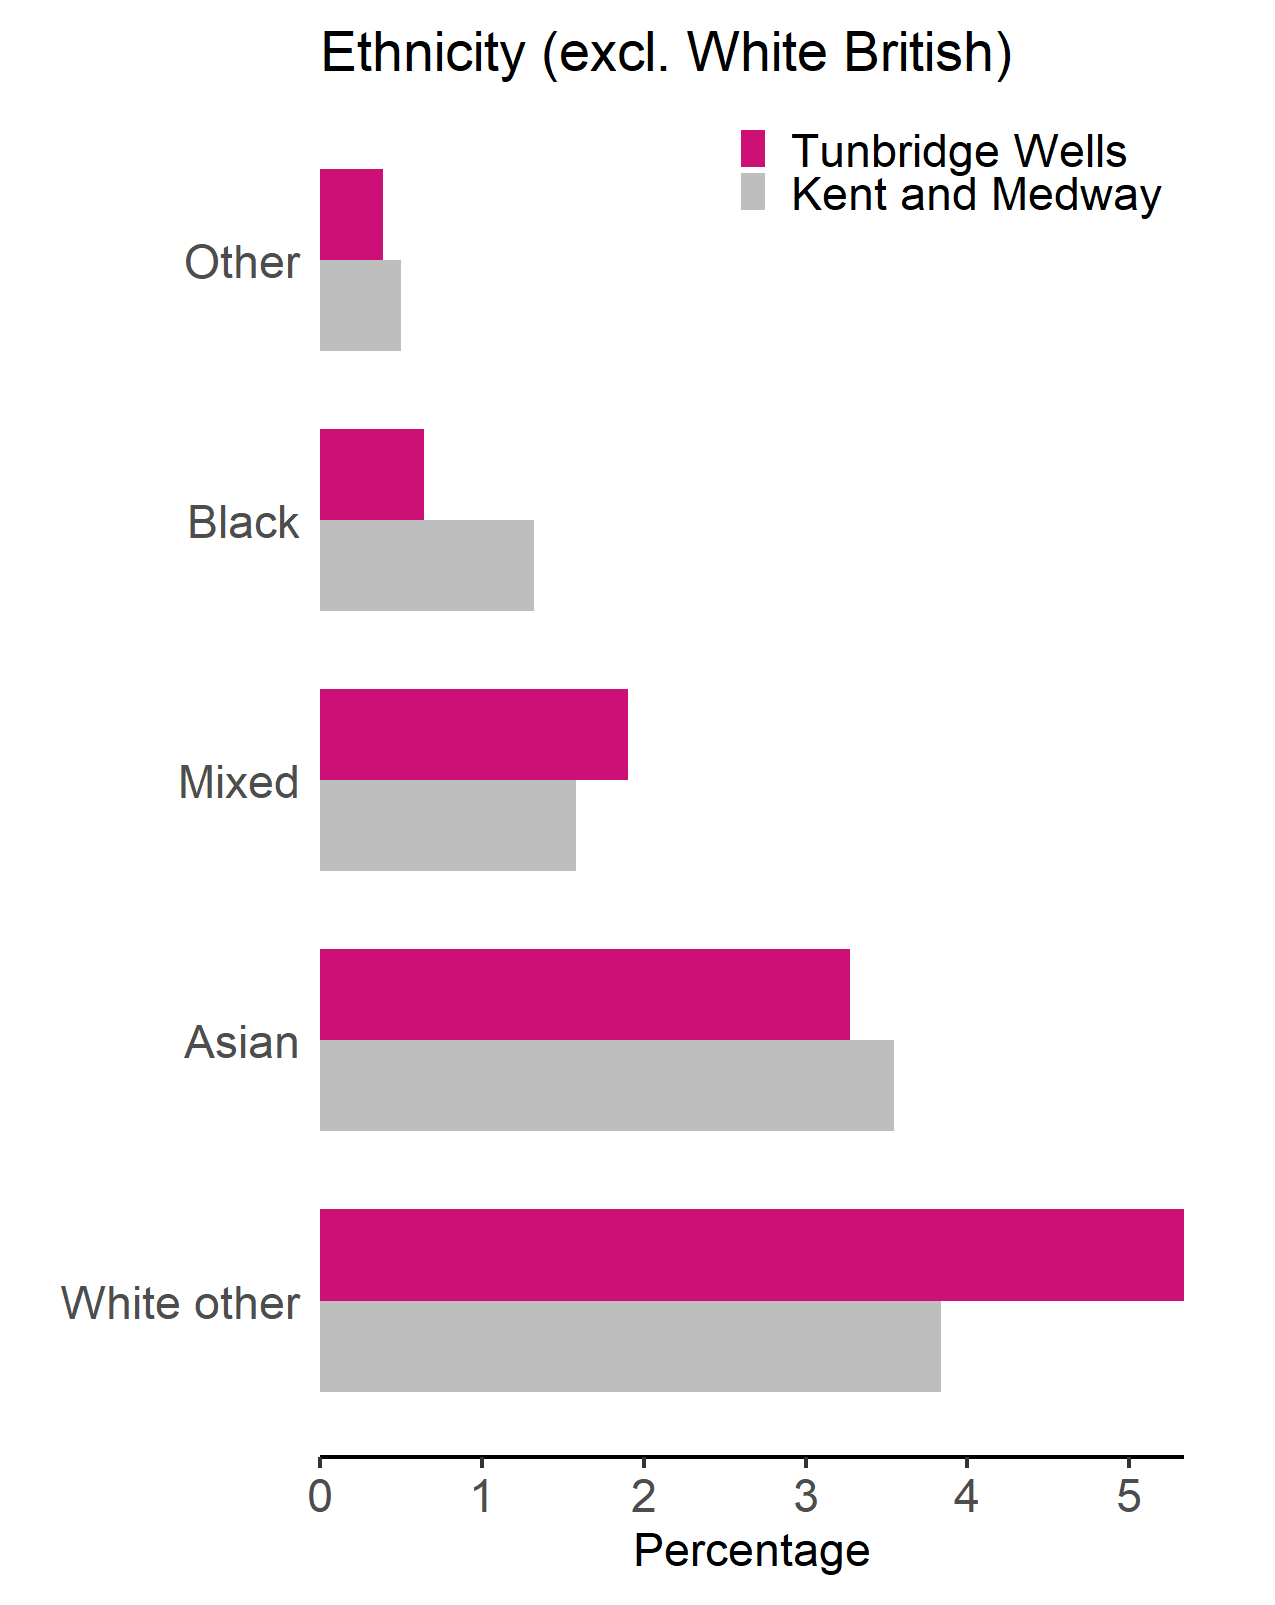 Ethnicity (excl. White British)
Tunbridge Wells
Kent and Medway
Other
Black
Mixed
Asian
White other
0 1 2 3 4 5
Percentage